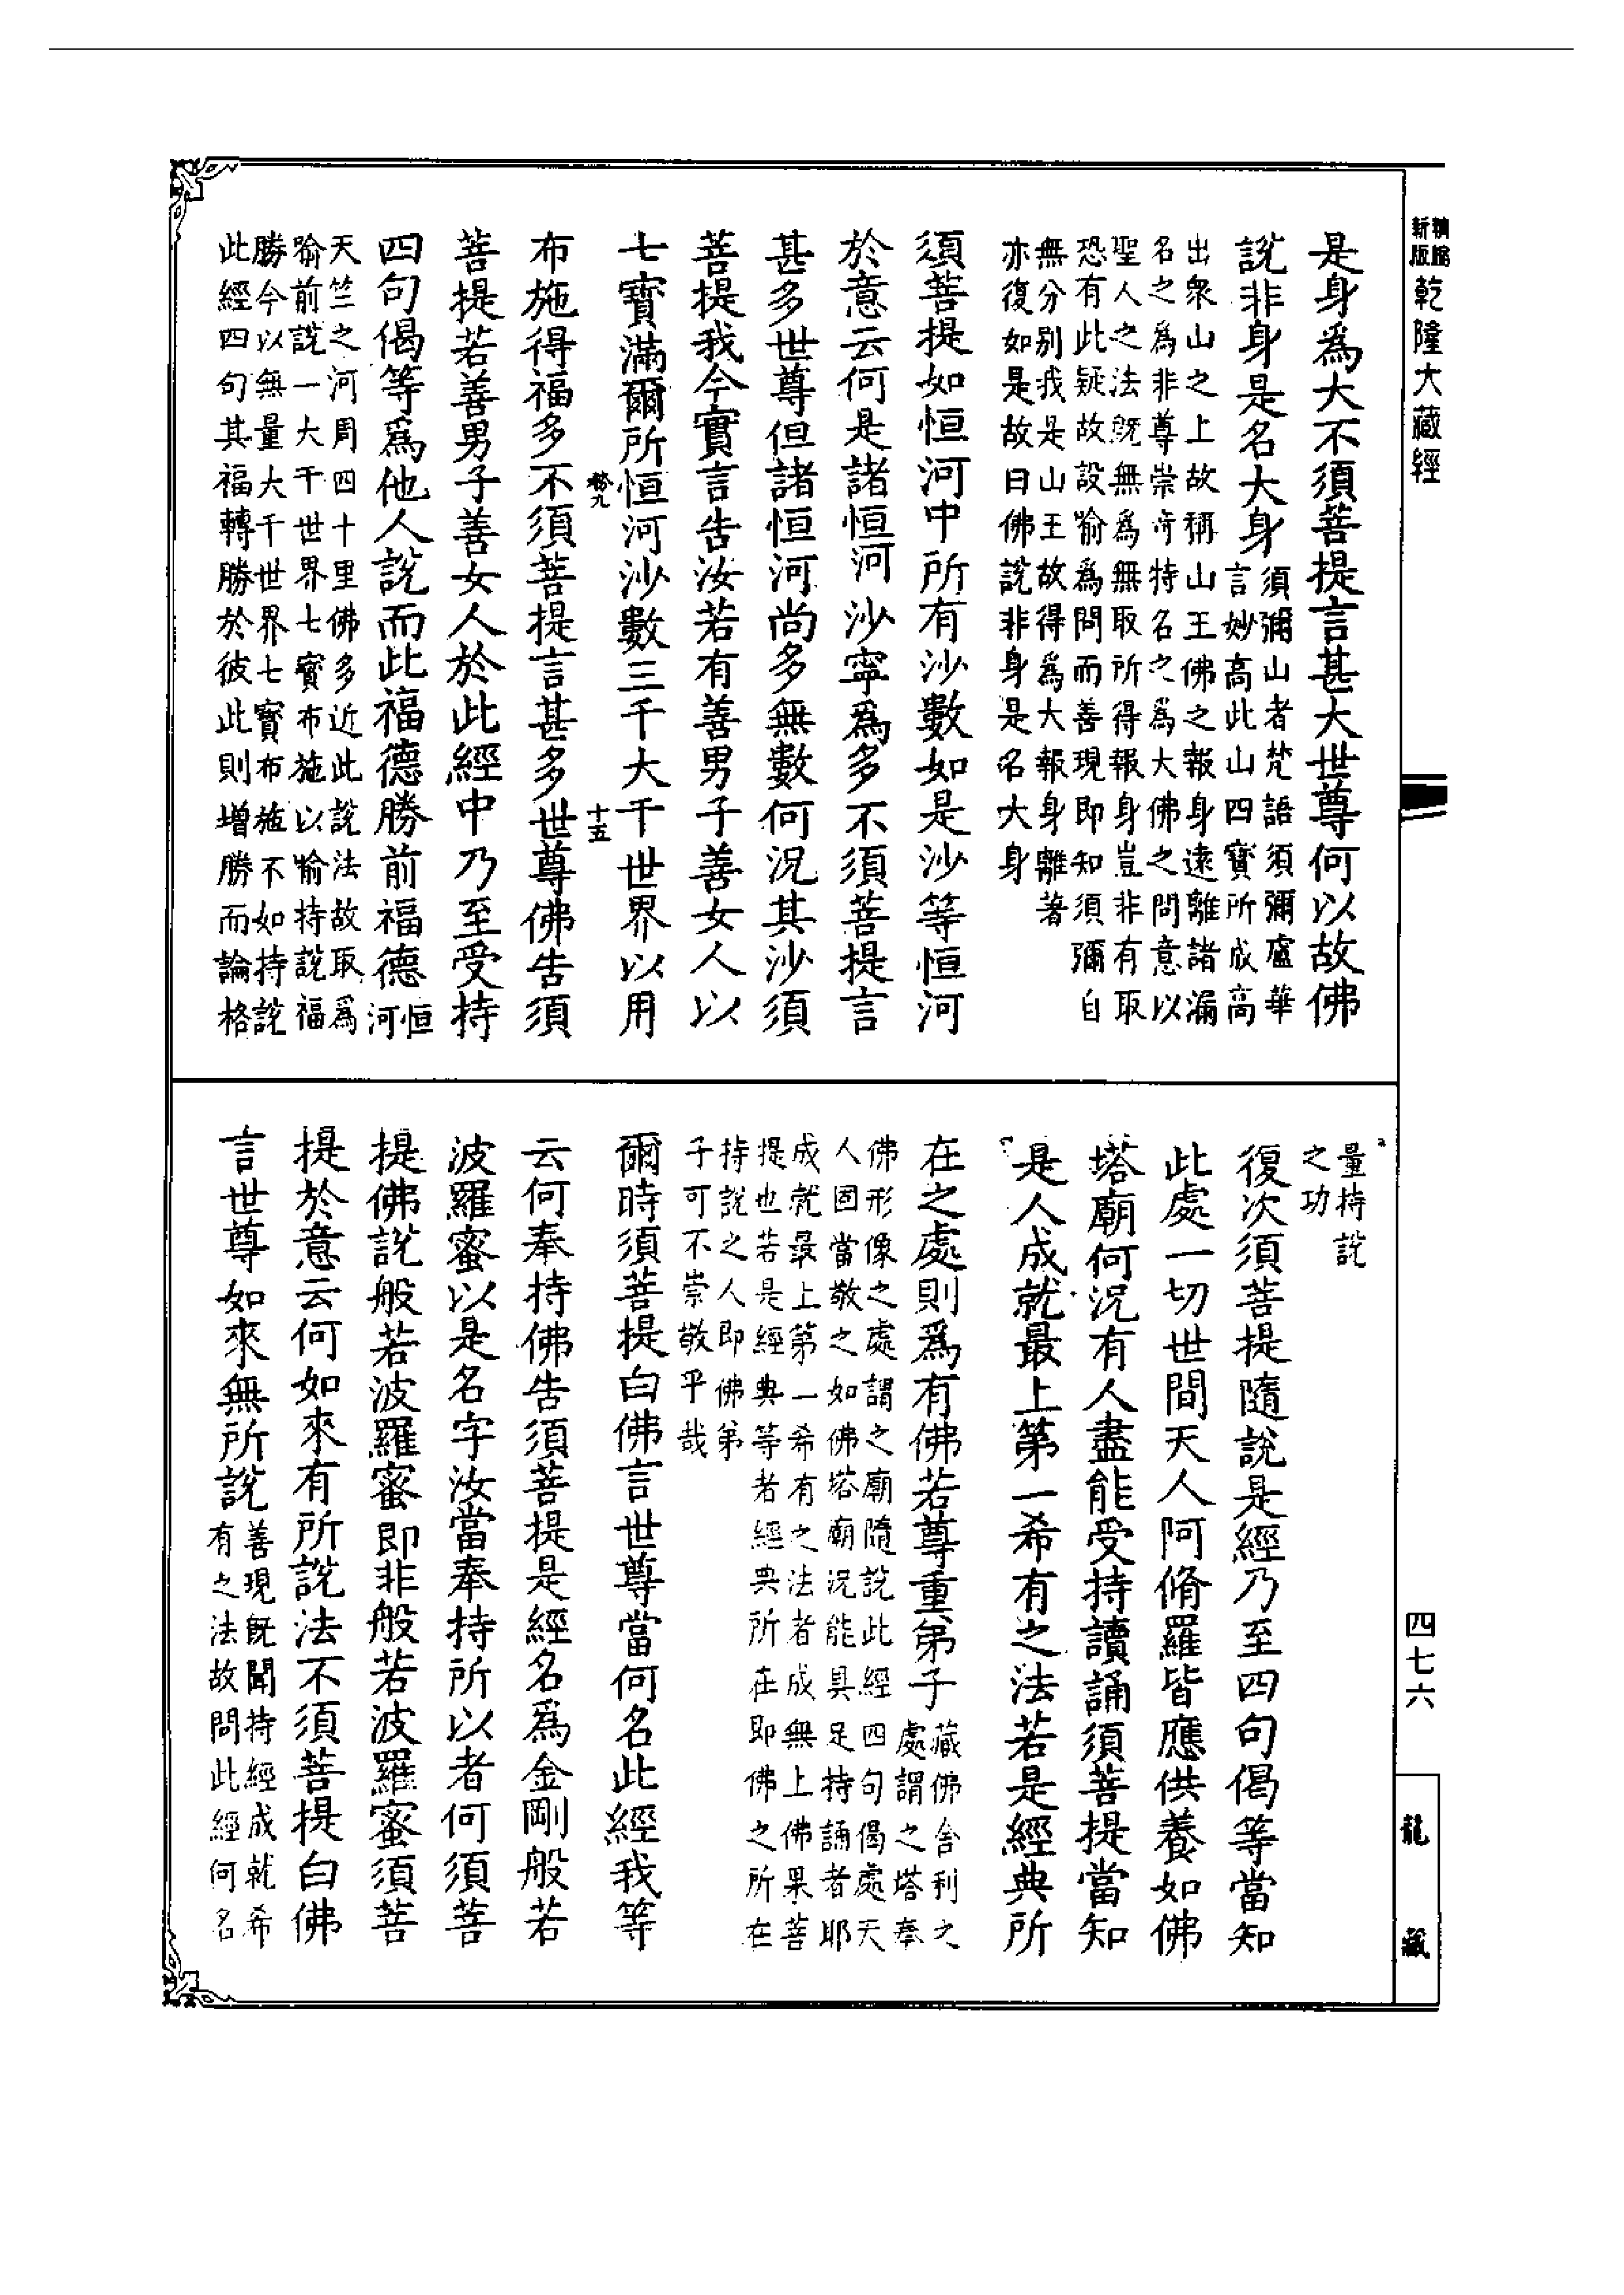 新版
精縮
乾隆大藏經
是身爲大不須菩提言甚大世尊何以故佛
說非身是名大身
須彌山者梵語須彌盧華
言妙高此山四寶所成高
出衆山之上故稱山王佛之報身遠離諸漏
名之爲非尊崇奇特名之爲大佛之問意以
聖人之法旣無爲無取所得報身豈非有取
恐有此疑故設喻爲問而善現即知須彌自
無分别我是山王故得爲大報身離著
亦復如是故曰佛說非身是名大身
須菩提如恒河中所有沙數如是沙等恒河
於意云何是諸恒河沙寧爲多不須菩提言
甚多世尊但諸恒河尚多無數何況其沙須
菩提我今實言告汝若有善男子善女人以
七寶滿爾所恒河沙數三千大千世界以用
十五
布施得福多不須菩提言甚多世尊佛告須
菩提若善男子善女人於此經中乃至受持
四句偈等爲他人說而此福德勝前福德
恒
河
天竺之河周四十里佛多近此說法故取爲
喻前說一大千世界七寶布施以喻持說福
勝今以無量大千世界七寶布施不如持說
此經四句其福轉勝於彼此則增勝而論格
量持說
之功
復次須菩提隨說是經乃至四句偈等當知
此處一切世間天人阿脩羅皆應供養如佛
塔廟何況有人盡能受持讀誦須菩提當知
是人成就最上第一希有之法若是經典所
在之處則爲有佛若尊重弟子
藏佛舍利之
處謂之塔奉
佛形像之處謂之廟隨說此經四句偈處天
人固當敬之如佛塔廟況能具足持誦者耶
成就最上第一希有之法者成無上佛果菩
提也若是經典等者經典所在即佛之所在
持說之人即佛弟
子可不崇敬乎哉
爾時須菩提白佛言世尊當何名此經我等
云何奉持佛告須菩提是經名爲金剛般若
波羅蜜以是名字汝當奉持所以者何須菩
提佛說般若波羅蜜即非般若波羅蜜須菩
提於意云何如來有所說法不須菩提白佛
言世尊如來無所說
善現旣聞持經成就希
有之法故問此經何名
四七六
龍藏